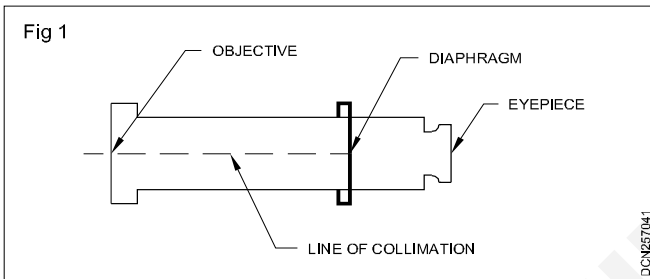 Fig 1
OBJECTIVE
DIAPHRAGM
EYEPIECE
LINE OF COLLIMATION
DCN257041